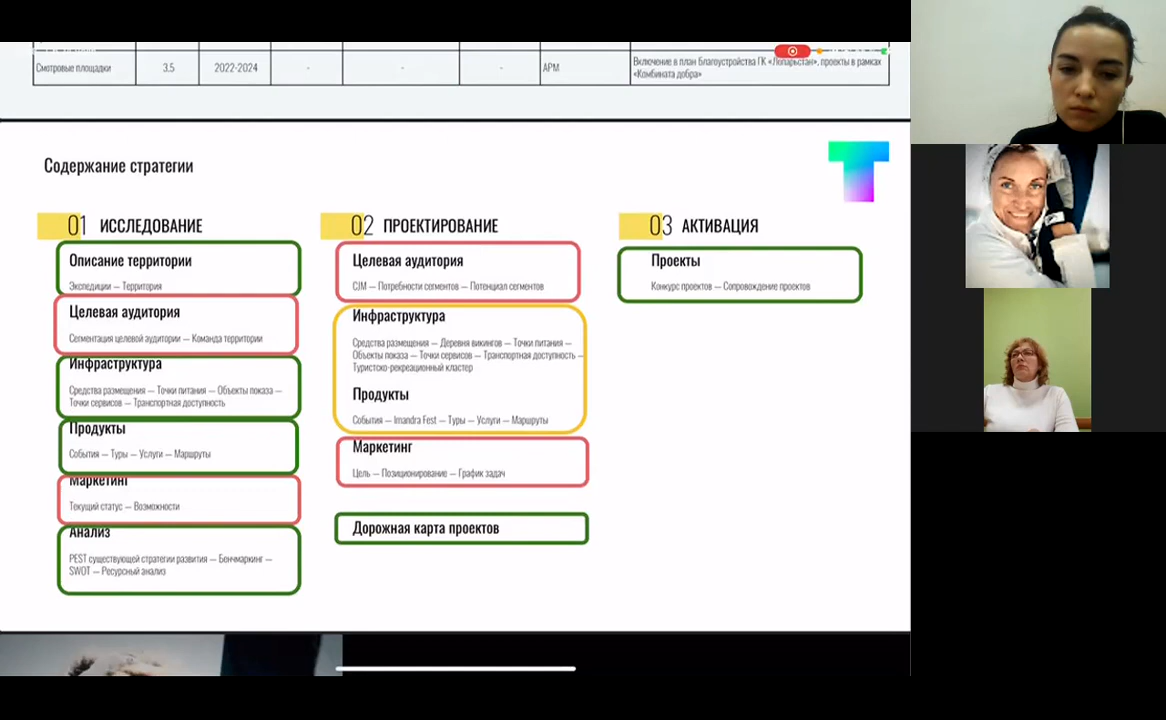 Смотровые площадки
3.5
2022-2024
-
-
-
АРМ
Включение в план Благоустройства ГК «Лопарьстан», проекты в рамках
«Комбината добра»
Содержание стратегии
T
01 ИССЛЕДОВАНИЕ
Описание территории
Экспедиции — Территория
Целевая аудитория
Сегментация целевой аудитории — Команда территории
Инфраструктура
Средства размещения — Точки питания — Объекты показа —
Точки сервисов — Транспортная доступность
Продукты
События — Туры — Услуги — Маршруты
Маркетинг
Текущий статус — Возможности
Анализ
PEST существующей стратегии развития — Бенчмаркинг —
SWOT — Ресурсный анализ
02 ПРОЕКТИРОВАНИЕ
Целевая аудитория
CJM — Потребности сегментов — Потенциал сегментов
Инфраструктура
Средства размещения — Деревня викингов — Точки питания —
Объекты показа — Точки сервисов — Транспортная доступность —
Туристско-рекреационный кластер
Продукты
События — Imandra Fest — Туры — Услуги — Маршруты
Маркетинг
Цель — Позиционирование — График задач
Дорожная карта проектов
03 АКТИВАЦИЯ
Проекты
Конкурс проектов — Сопровождение проектов